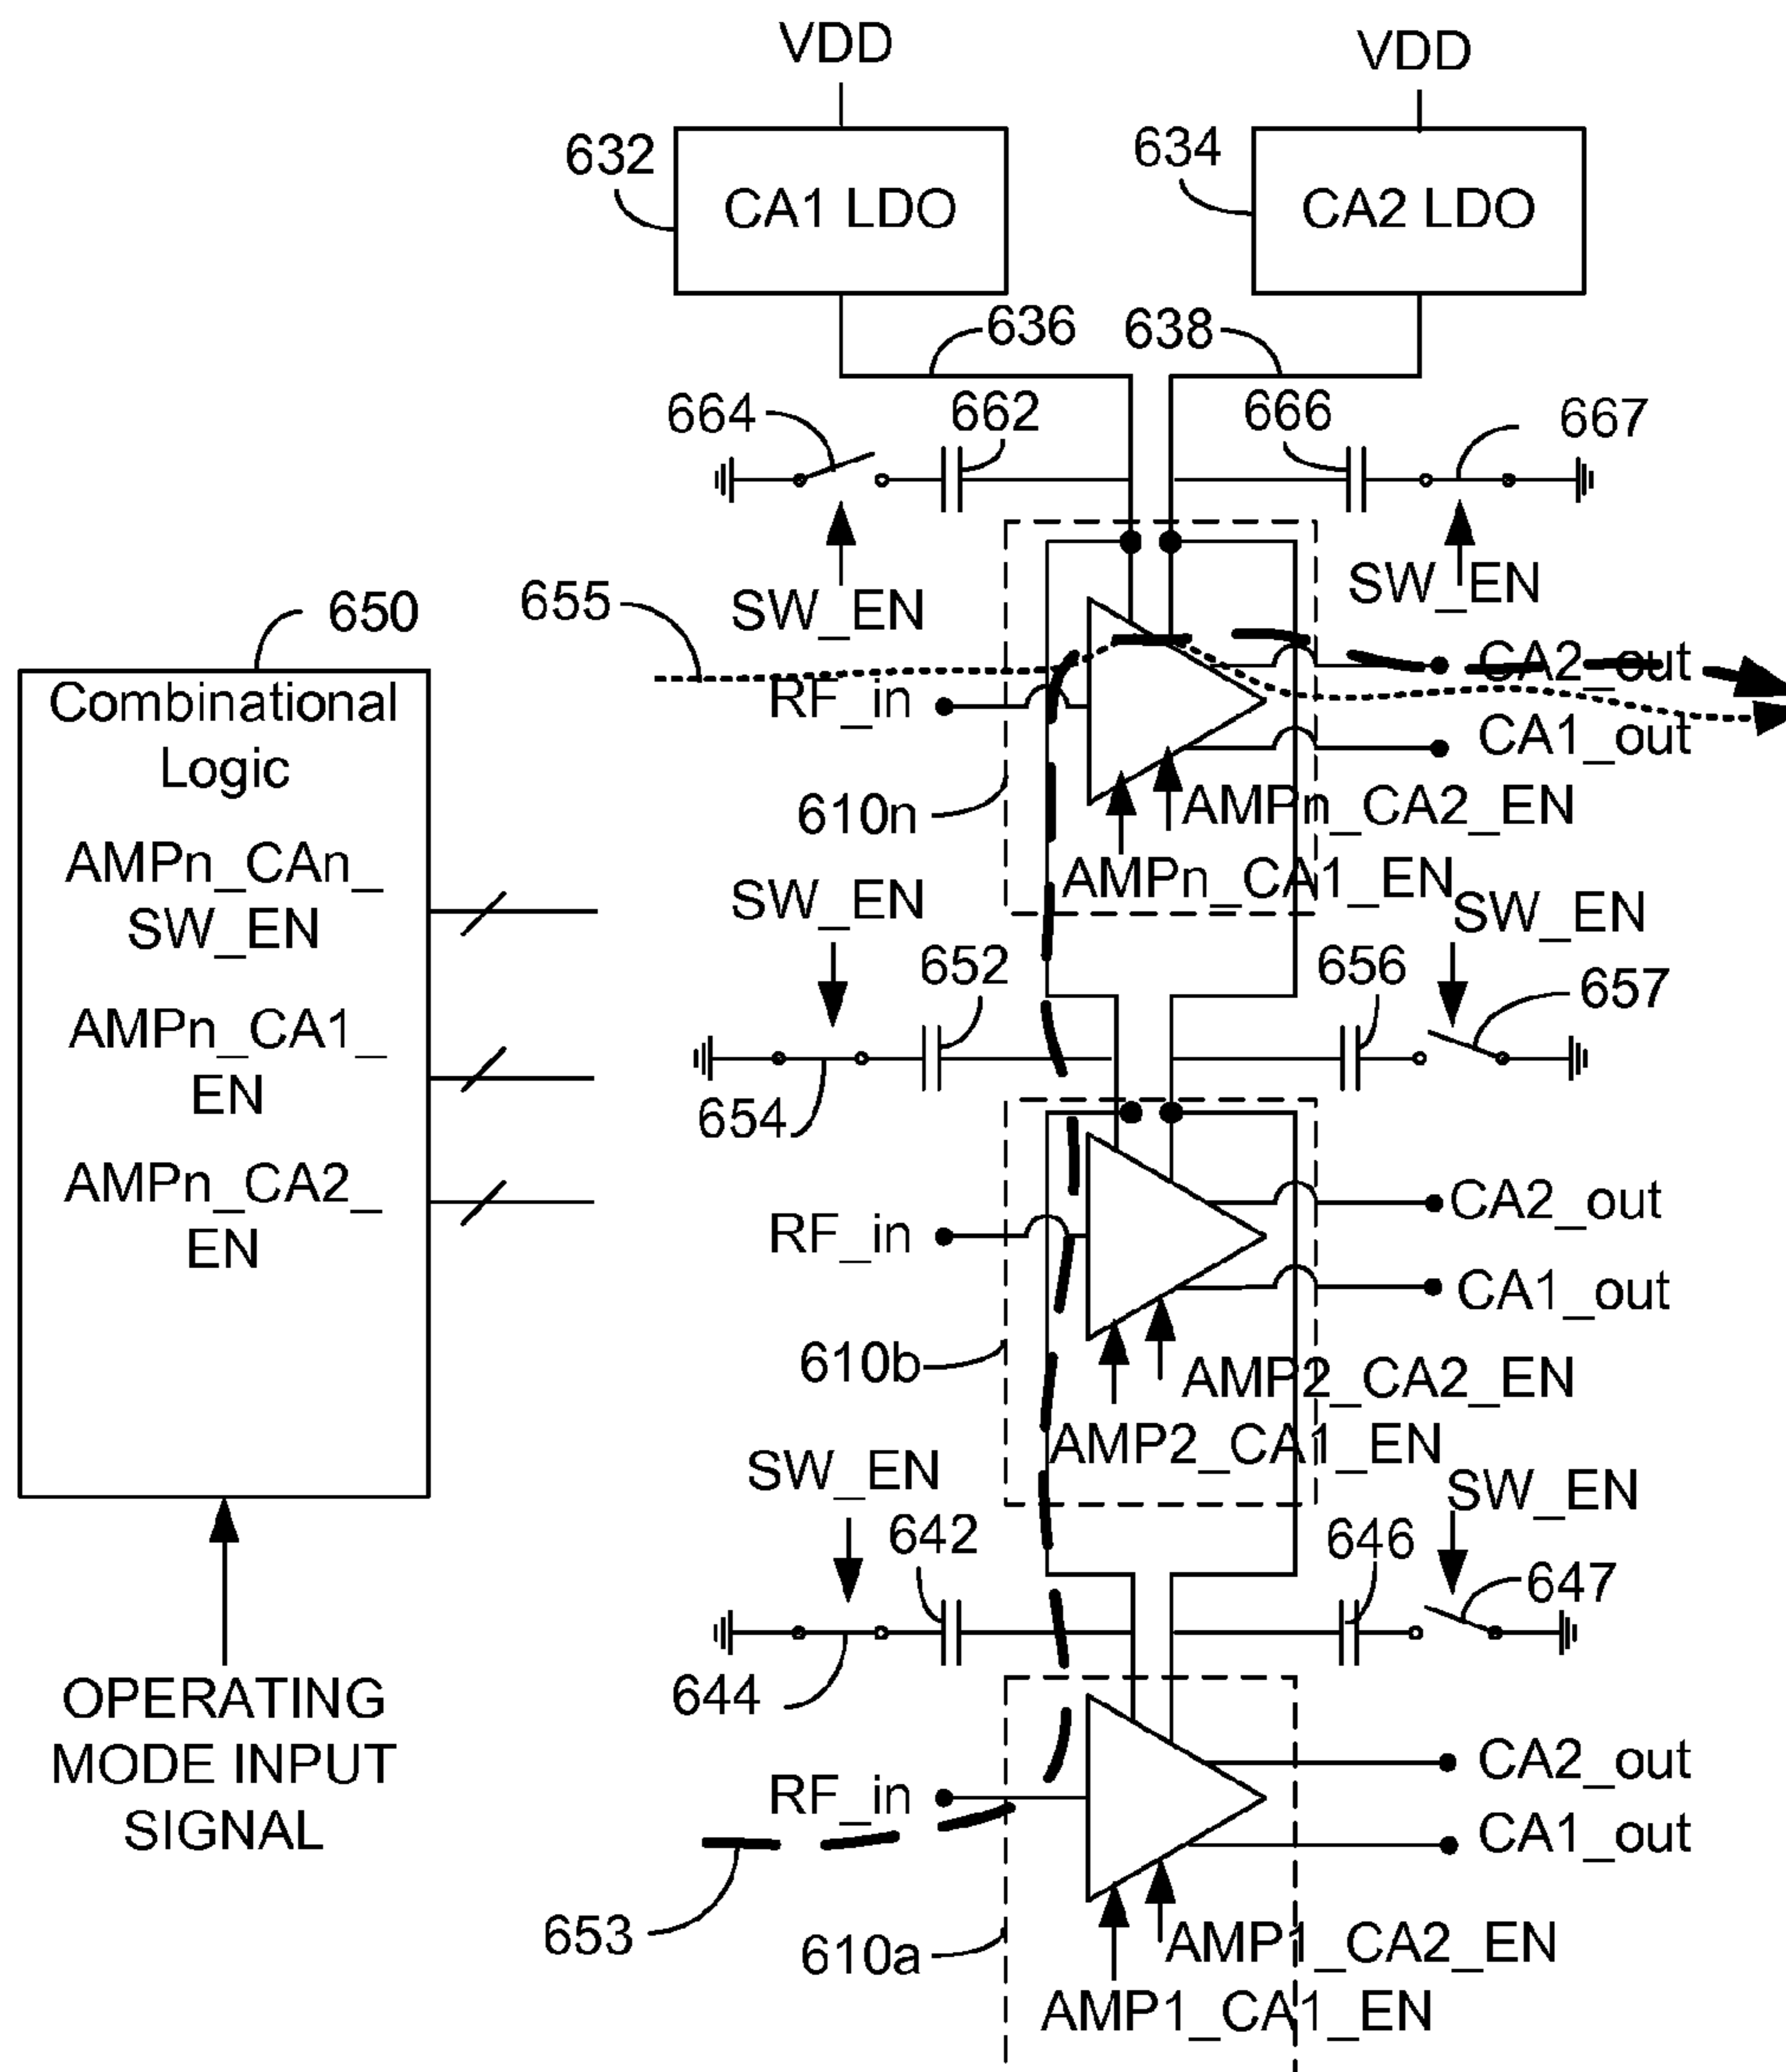 VDD
VDD
632
634
CA1 LDO
CA2 LDO
636
638
664
662
666
667
SW_EN
SW_EN
655
650
Combinational
Logic
RF_in
CA2_out
CA1_out
610n
AMPn_CA2_EN
AMPn_CA1_EN
AMPn_CAn_
SW_EN
SW_EN
SW_EN
652
656
657
AMPn_CA1_
EN
654
AMPn_CA2_
EN
RF_in
CA2_out
CA1_out
610b
AMP2_CA2_EN
AMP2_CA1_EN
SW_EN
SW_EN
642
646
647
644
OPERATING
MODE INPUT
SIGNAL
RF_in
CA2_out
CA1_out
653
610a
AMP1_CA2_EN
AMP1_CA1_EN